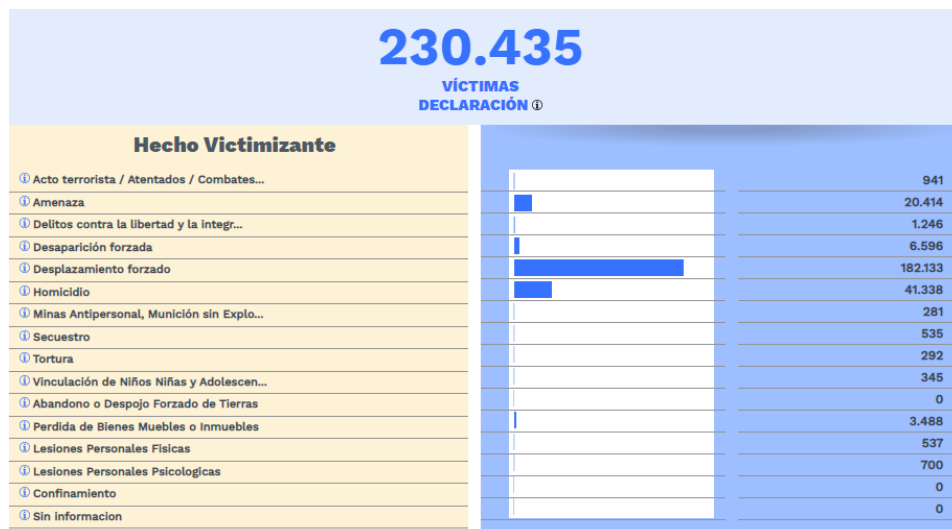 230.435
VÍCTIMAS
DECLARACIÓN
Hecho Victimizante
Acto terrorista / Atentados / Combates... 941
Amenaza 20.414
Delitos contra la libertad y la integr... 1.246
Desaparición forzada 6.596
Desplazamiento forzado 182.133
Homicidio 41.338
Minas Antipersonal, Munición sin Explo... 281
Secuestro 535
Tortura 292
Vinculación de Niños Niñas y Adolescen... 345
Abandono o Despojo Forzado de Tierras 0
Perdida de Bienes Muebles o Inmuebles 3.488
Lesiones Personales Fisicas 537
Lesiones Personales Psicologicas 700
Confinamiento 0
Sin informacion 0